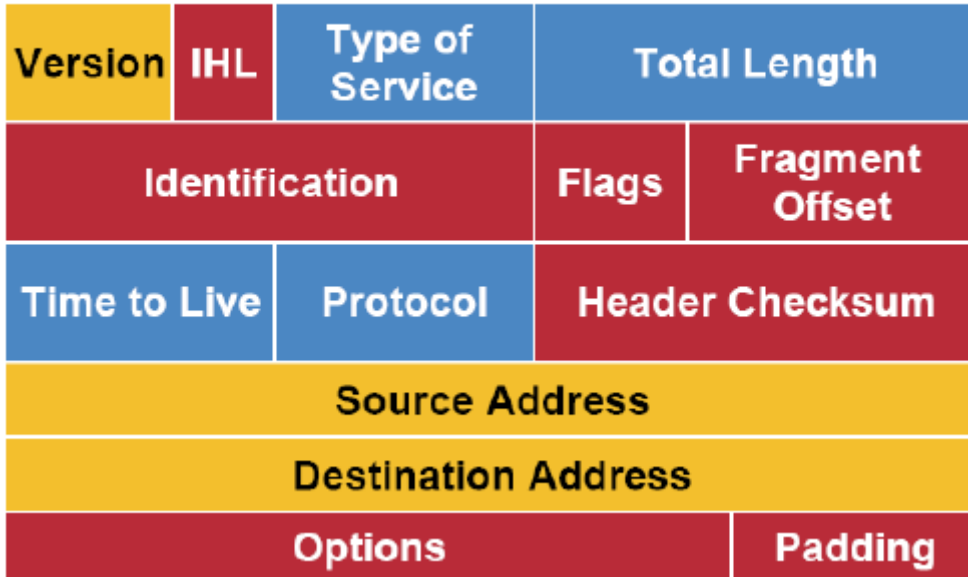 Version IHL Type of Service Total Length
Identification Flags Fragment Offset
Time to Live Protocol Header Checksum
Source Address
Destination Address
Options Padding